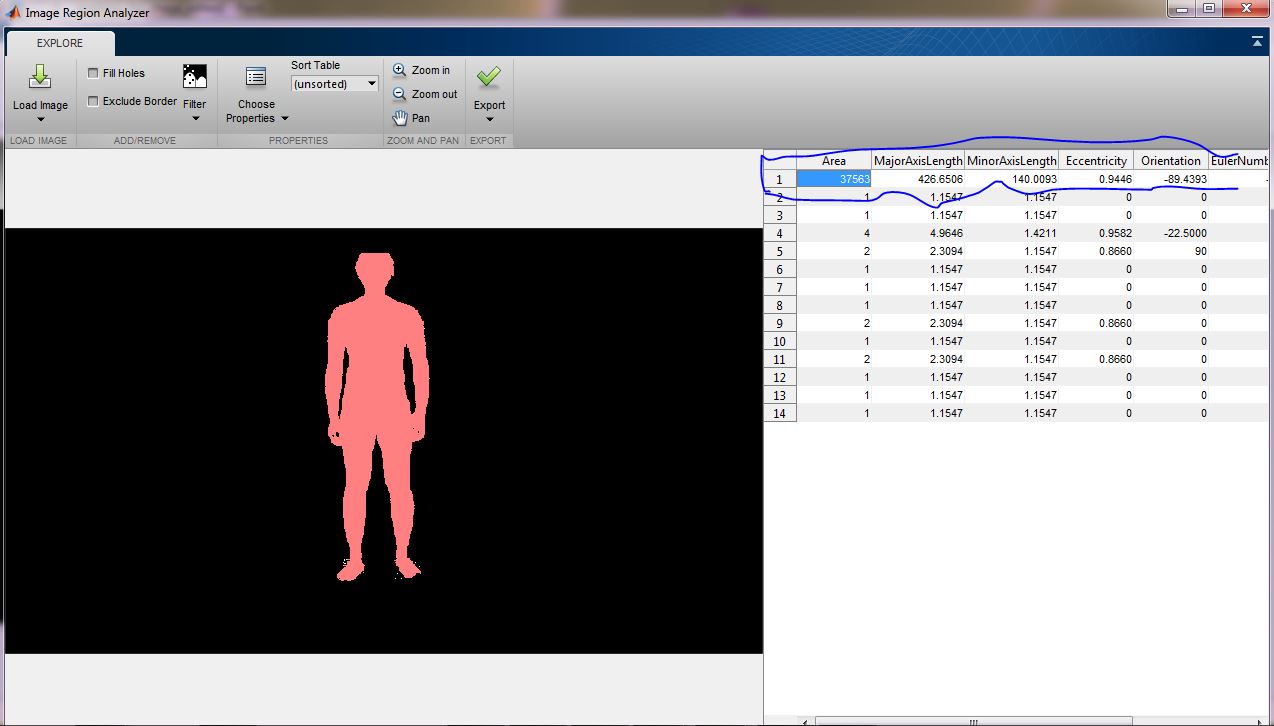 Image Region Analyzer
EXPLORE
Load Image
Fill Holes
Exclude Border
Filter
Choose
Properties
Sort Table
(unsorted)
Zoom in
Zoom out
Pan
Export
LOAD IMAGE ADD/REMOVE PROPERTIES ZOOM AND PAN EXPORT
Area MajorAxisLength MinorAxisLength Eccentricity Orientation EulerNumb
1 37563 426.6506 140.0093 0.9446 -89.4393 -
2 1 1.1547 1.1547 0 0
3 1 1.1547 1.1547 0 0
4 4 4.9646 1.4211 0.9582 -22.5000
5 2 2.3094 1.1547 0.8660 90
6 1 1.1547 1.1547 0 0
7 1 1.1547 1.1547 0 0
8 1 1.1547 1.1547 0 0
9 2 2.3094 1.1547 0.8660 0
10 1 1.1547 1.1547 0 0
11 2 2.3094 1.1547 0.8660 0
12 1 1.1547 1.1547 0 0
13 1 1.1547 1.1547 0 0
14 1 1.1547 1.1547 0 0